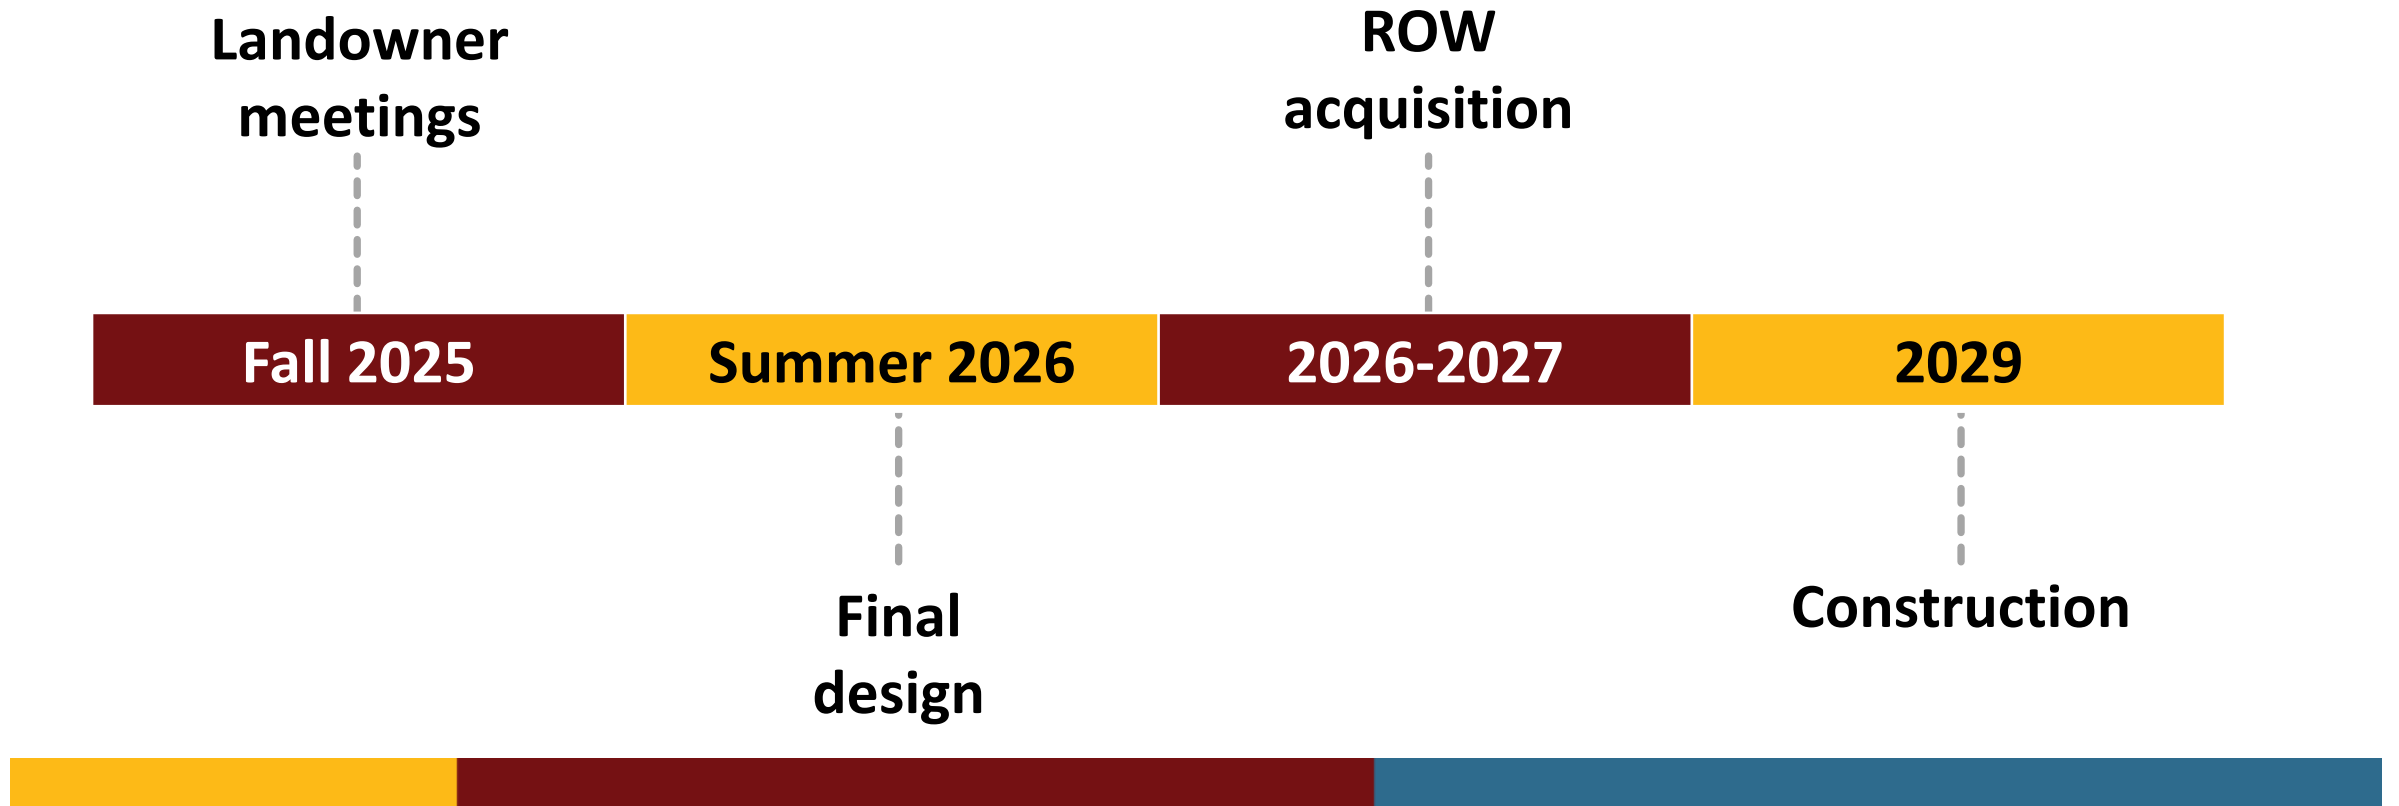 Landowner
meetings
ROW
acquisition
Fall 2025
Summer 2026
2026-2027
2029
Final
design
Construction